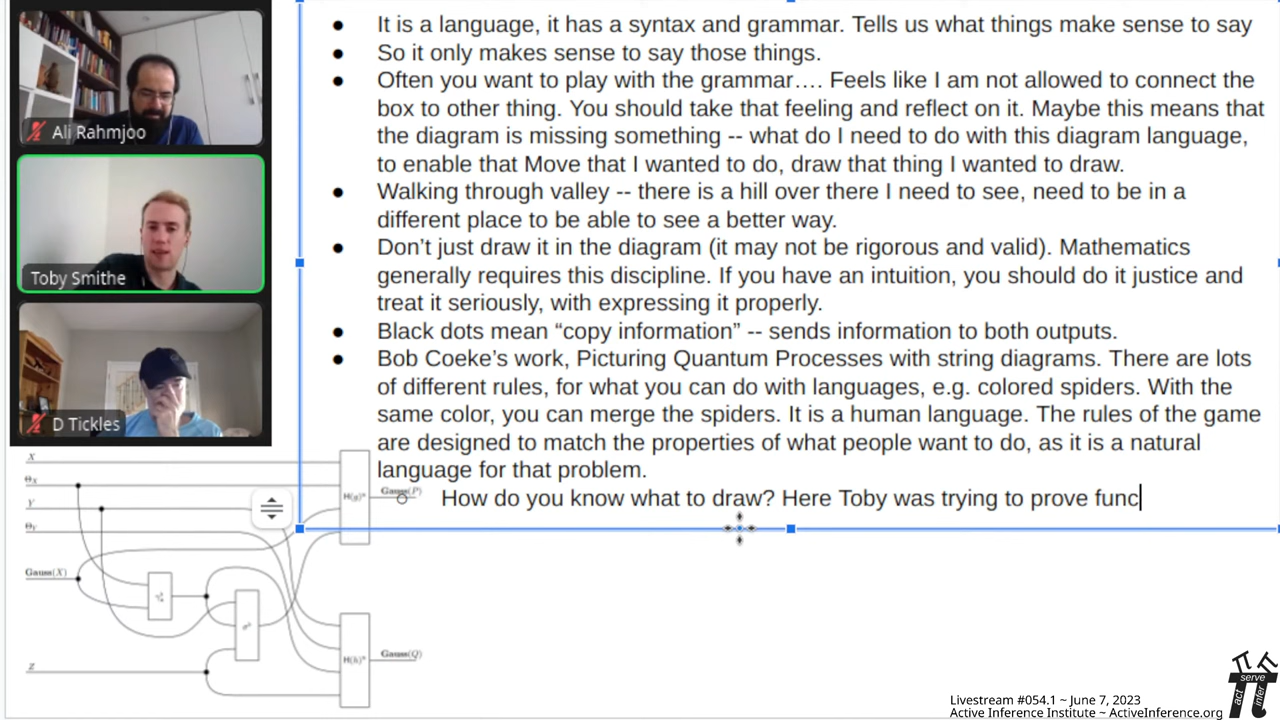 It is a language, it has a syntax and grammar. Tells us what things make sense to say
So it only makes sense to say those things.
Often you want to play with the grammar…. Feels like I am not allowed to connect the
box to other thing. You should take that feeling and reflect on it. Maybe this means that
the diagram is missing something -- what do I need to do with this diagram language,
to enable that Move that I wanted to do, draw that thing I wanted to draw.
Walking through valley -- there is a hill over there I need to see, need to be in a
different place to be able to see a better way.
Don’t just draw it in the diagram (it may not be rigorous and valid). Mathematics
generally requires this discipline. If you have an intuition, you should do it justice and
treat it seriously, with expressing it properly.
Black dots mean “copy information” -- sends information to both outputs.
Bob Coeke’s work, Picturing Quantum Processes with string diagrams. There are lots
of different rules, for what you can do with languages, e.g. colored spiders. With the
same color, you can merge the spiders. It is a human language. The rules of the game
are designed to match the properties of what people want to do, as it is a natural
language for that problem.
How do you know what to draw? Here Toby was trying to prove func
Ali Rahmjoo
Toby Smithe
D Tickles
X
ΘX
Y
ΘY
Gauss(X)
Z
H(g)ᵃ
Gauss(P)
H(h)ᵃ
Gauss(Q)
Livestream #054.1 ~ June 7, 2023
Active Inference Institute ~ ActiveInference.org
act
serve
infer